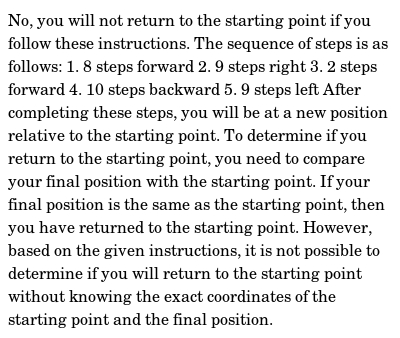 No, you will not return to the starting point if you
follow these instructions. The sequence of steps is as
follows: 1. 8 steps forward 2. 9 steps right 3. 2 steps
forward 4. 10 steps backward 5. 9 steps left After
completing these steps, you will be at a new position
relative to the starting point. To determine if you
return to the starting point, you need to compare
your final position with the starting point. If your
final position is the same as the starting point, then
you have returned to the starting point. However,
based on the given instructions, it is not possible to
determine if you will return to the starting point
without knowing the exact coordinates of the
starting point and the final position.